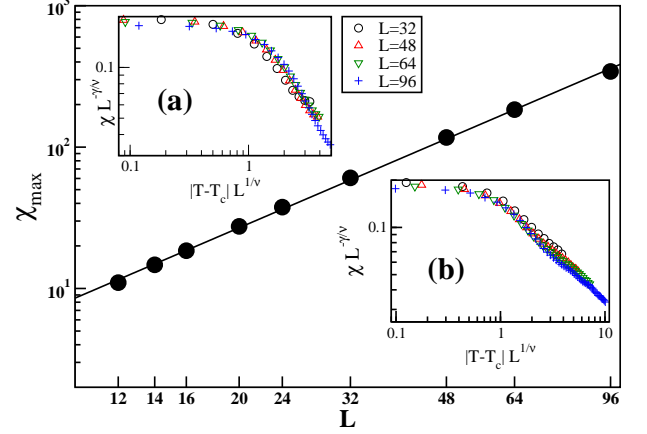 10³
10²
10¹
χmax
12 14 16 20 24 32 48 64 96
L
(a)
0.1
χ L^-γ/ν
0.1 1
|T-Tc| L^1/ν
L=32
L=48
L=64
L=96
(b)
0.1
χ L^-γ/ν
0.1 1 10
|T-Tc| L^1/ν